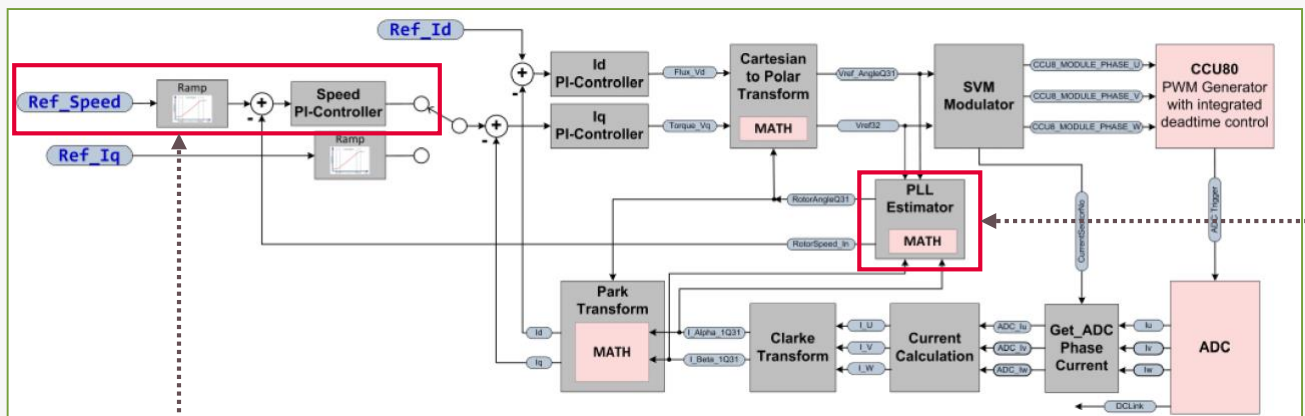 Ref_Id
Ref_Speed
Ramp
Speed
PI-Controller
Ref_Iq
Ramp
Id
PI-Controller
Iq
PI-Controller
Flux_Vd
Torque_Vq
Cartesian
to Polar
Transform
MATH
Vref_AngleQ31
Vref32
SVM
Modulator
CCU8_MODULE_PHASE_U
CCU8_MODULE_PHASE_V
CCU8_MODULE_PHASE_W
CCU80
PWM Generator
with integrated
deadtime control
RotorAngleQ31
RotorSpeed_In
PLL
Estimator
MATH
CurrentSectorNo
ADC Trigger
Park
Transform
MATH
Id
Iq
I_Alpha_1Q31
I_Beta_1Q31
Clarke
Transform
I_U
I_V
I_W
Current
Calculation
ADC_Iu
ADC_Iv
ADC_Iw
Get_ADC
Phase
Current
Iu
Iv
Iw
ADC
DCLink